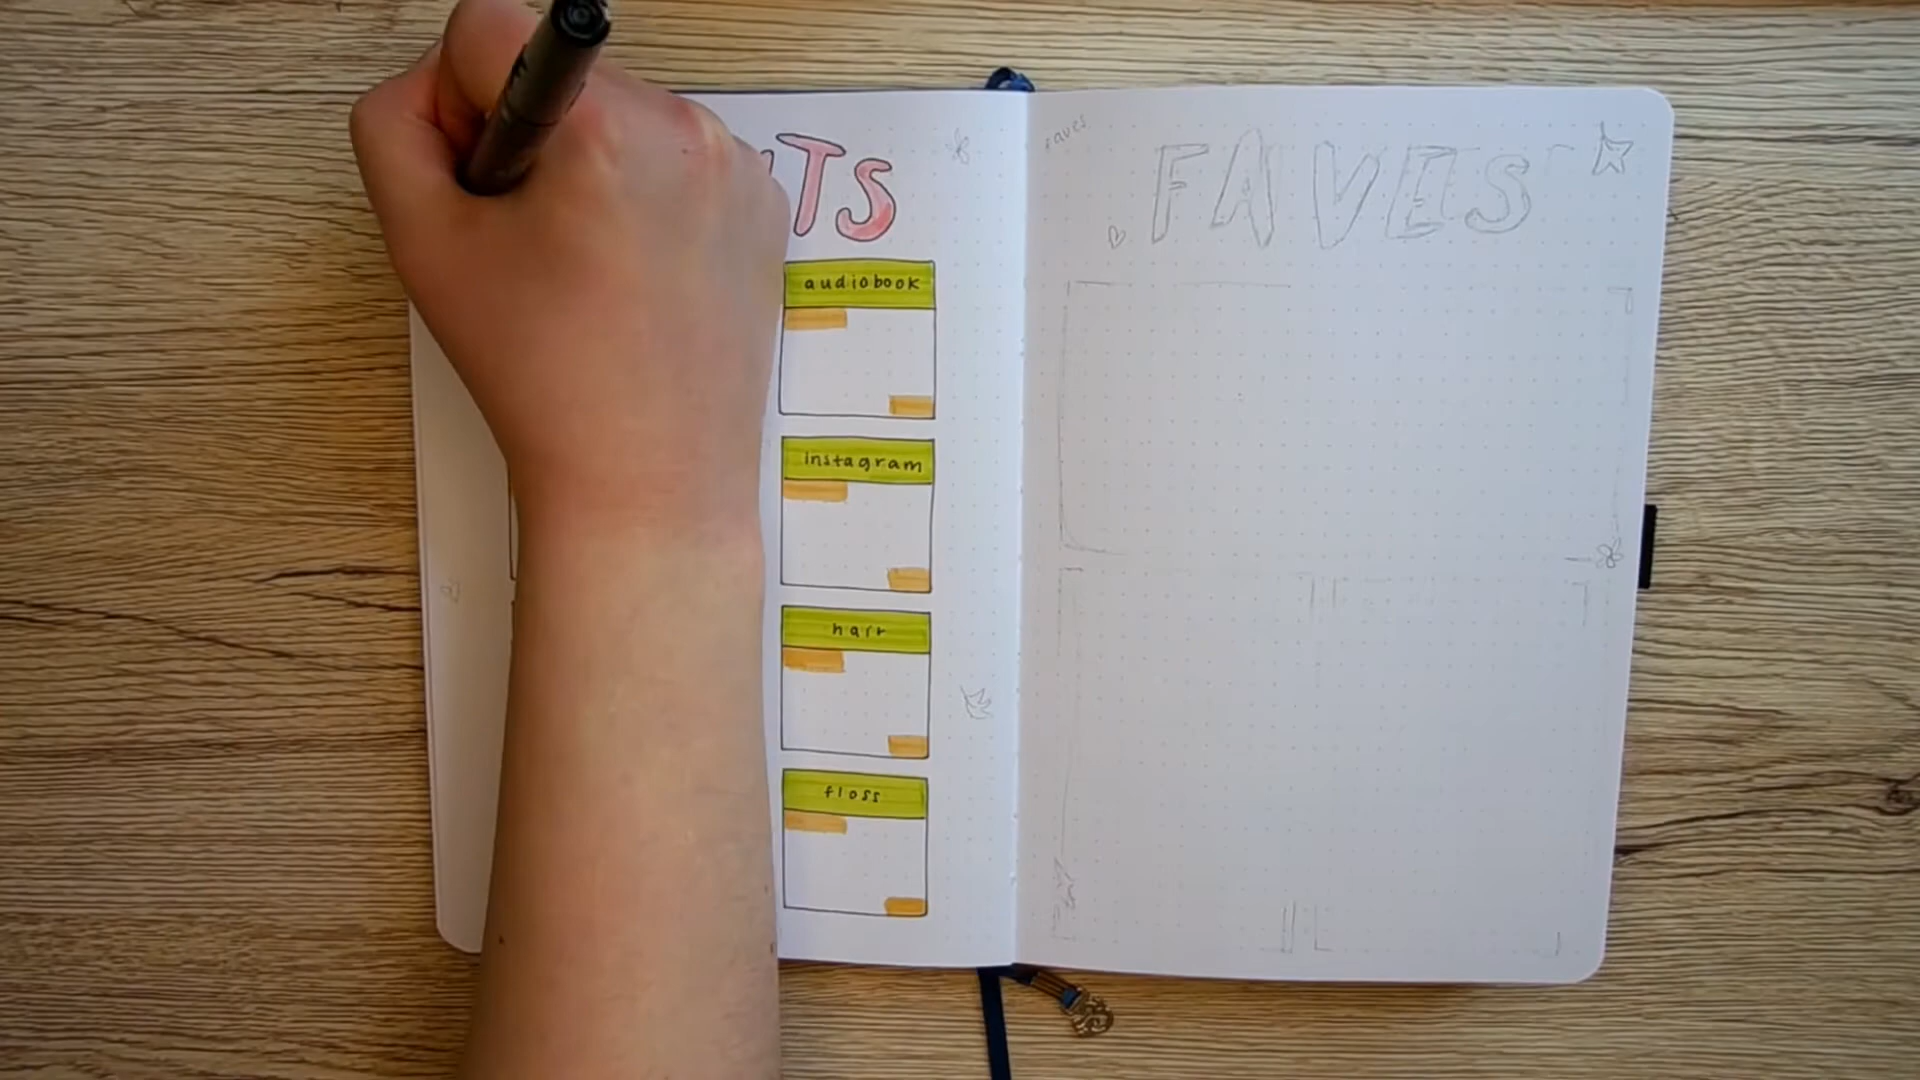 TS
audiobook
instagram
hair
floss
Faves
FAVES